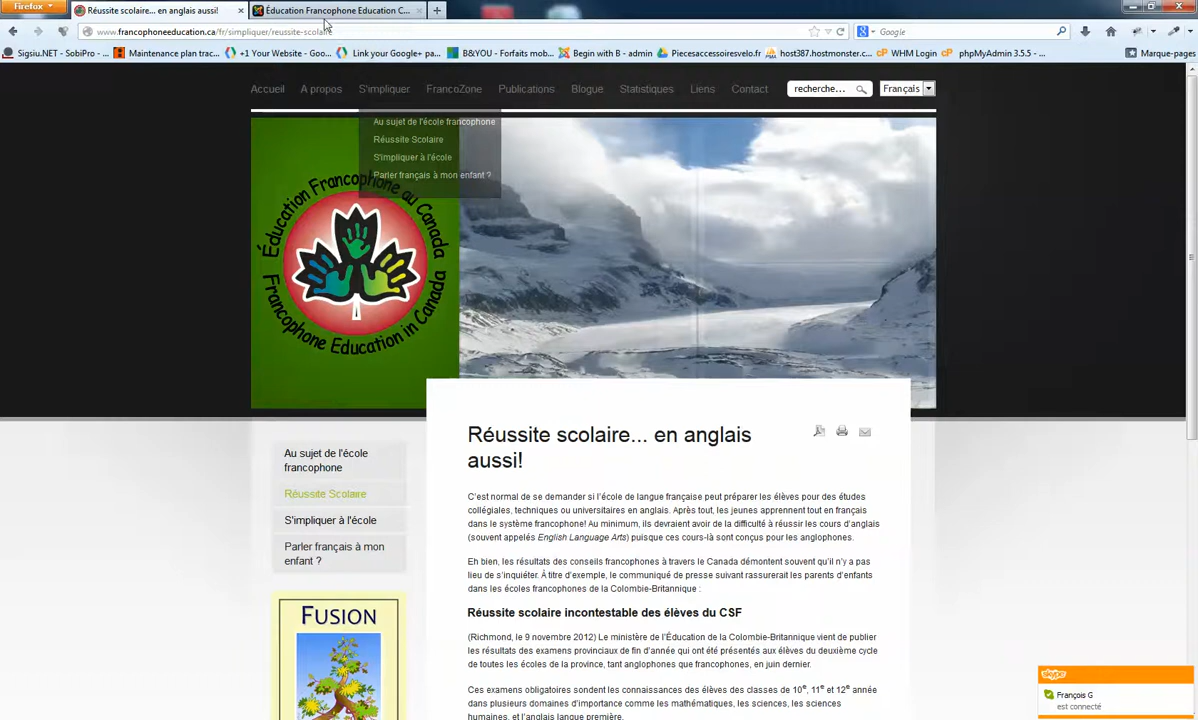 Firefox
Réussite scolaire... en anglais aussi!
Éducation Francophone Education C...
www.francophoneeducation.ca/fr/simpliquer/reussite-scolaire
Google
Sigsiu.NET - SobiPro - ...
Maintenance plan trac...
+1 Your Website - Goo...
Link your Google+ pa...
B&YOU - Forfaits mob...
Begin with B - admin
Piecesaccessoiresvelo.fr
host387.hostmonster....
WHM Login
phpMyAdmin 3.5.5 - ...
Marque-pages
Accueil
A propos
S'impliquer
FrancoZone
Publications
Blogue
Statistiques
Liens
Contact
recherche...
Français
Au sujet de l'école francophone
Réussite Scolaire
S'impliquer à l'école
Parler français à mon enfant ?
Éducation Francophone au Canada
Francophone Education in Canada
Au sujet de l'école
francophone
Réussite Scolaire
S'impliquer à l'école
Parler français à mon
enfant ?
FUSION
Réussite scolaire... en anglais
aussi!
C'est normal de se demander si l'école de langue française peut préparer les élèves pour des études
collégiales, techniques ou universitaires en anglais. Après tout, les jeunes apprennent tout en français
dans le système francophone! Au minimum, ils devraient avoir de la difficulté à réussir les cours d'anglais
(souvent appelés English Language Arts) puisque ces cours-là sont conçus pour les anglophones.
Eh bien, les résultats des conseils francophones à travers le Canada démontent souvent qu'il n'y a pas
lieu de s'inquiéter. À titre d'exemple, le communiqué de presse suivant rassurerait les parents d'enfants
dans les écoles francophones de la Colombie-Britannique :
Réussite scolaire incontestable des élèves du CSF
(Richmond, le 9 novembre 2012) Le ministère de l'Éducation de la Colombie-Britannique vient de publier
les résultats des examens provinciaux de fin d'année qui ont été présentés aux élèves du deuxième cycle
de toutes les écoles de la province, tant anglophones que francophones, en juin dernier.
Ces examens obligatoires sondent les connaissances des élèves des classes de 10e, 11e et 12e année
dans plusieurs domaines d'importance comme les mathématiques, les sciences, les sciences
humaines, et l'anglais langue première.
skype
François G
est connecté